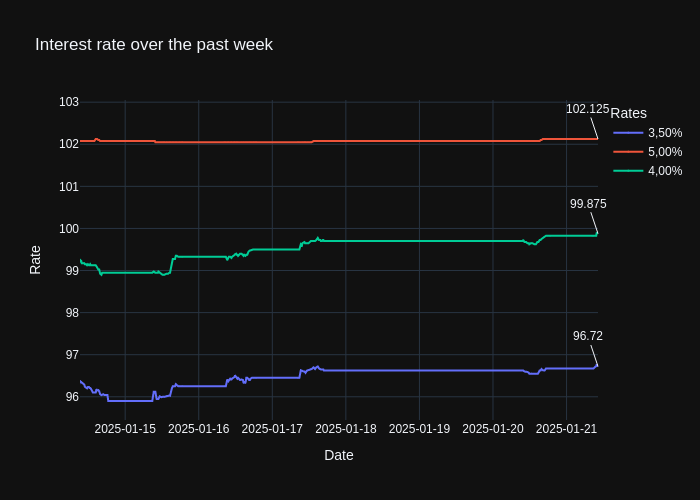 Interest rate over the past week
103
102
101
100
99
98
97
96
Rate
102.125
99.875
96.72
Rates
3,50%
5,00%
4,00%
2025-01-15 2025-01-16 2025-01-17 2025-01-18 2025-01-19 2025-01-20 2025-01-21
Date